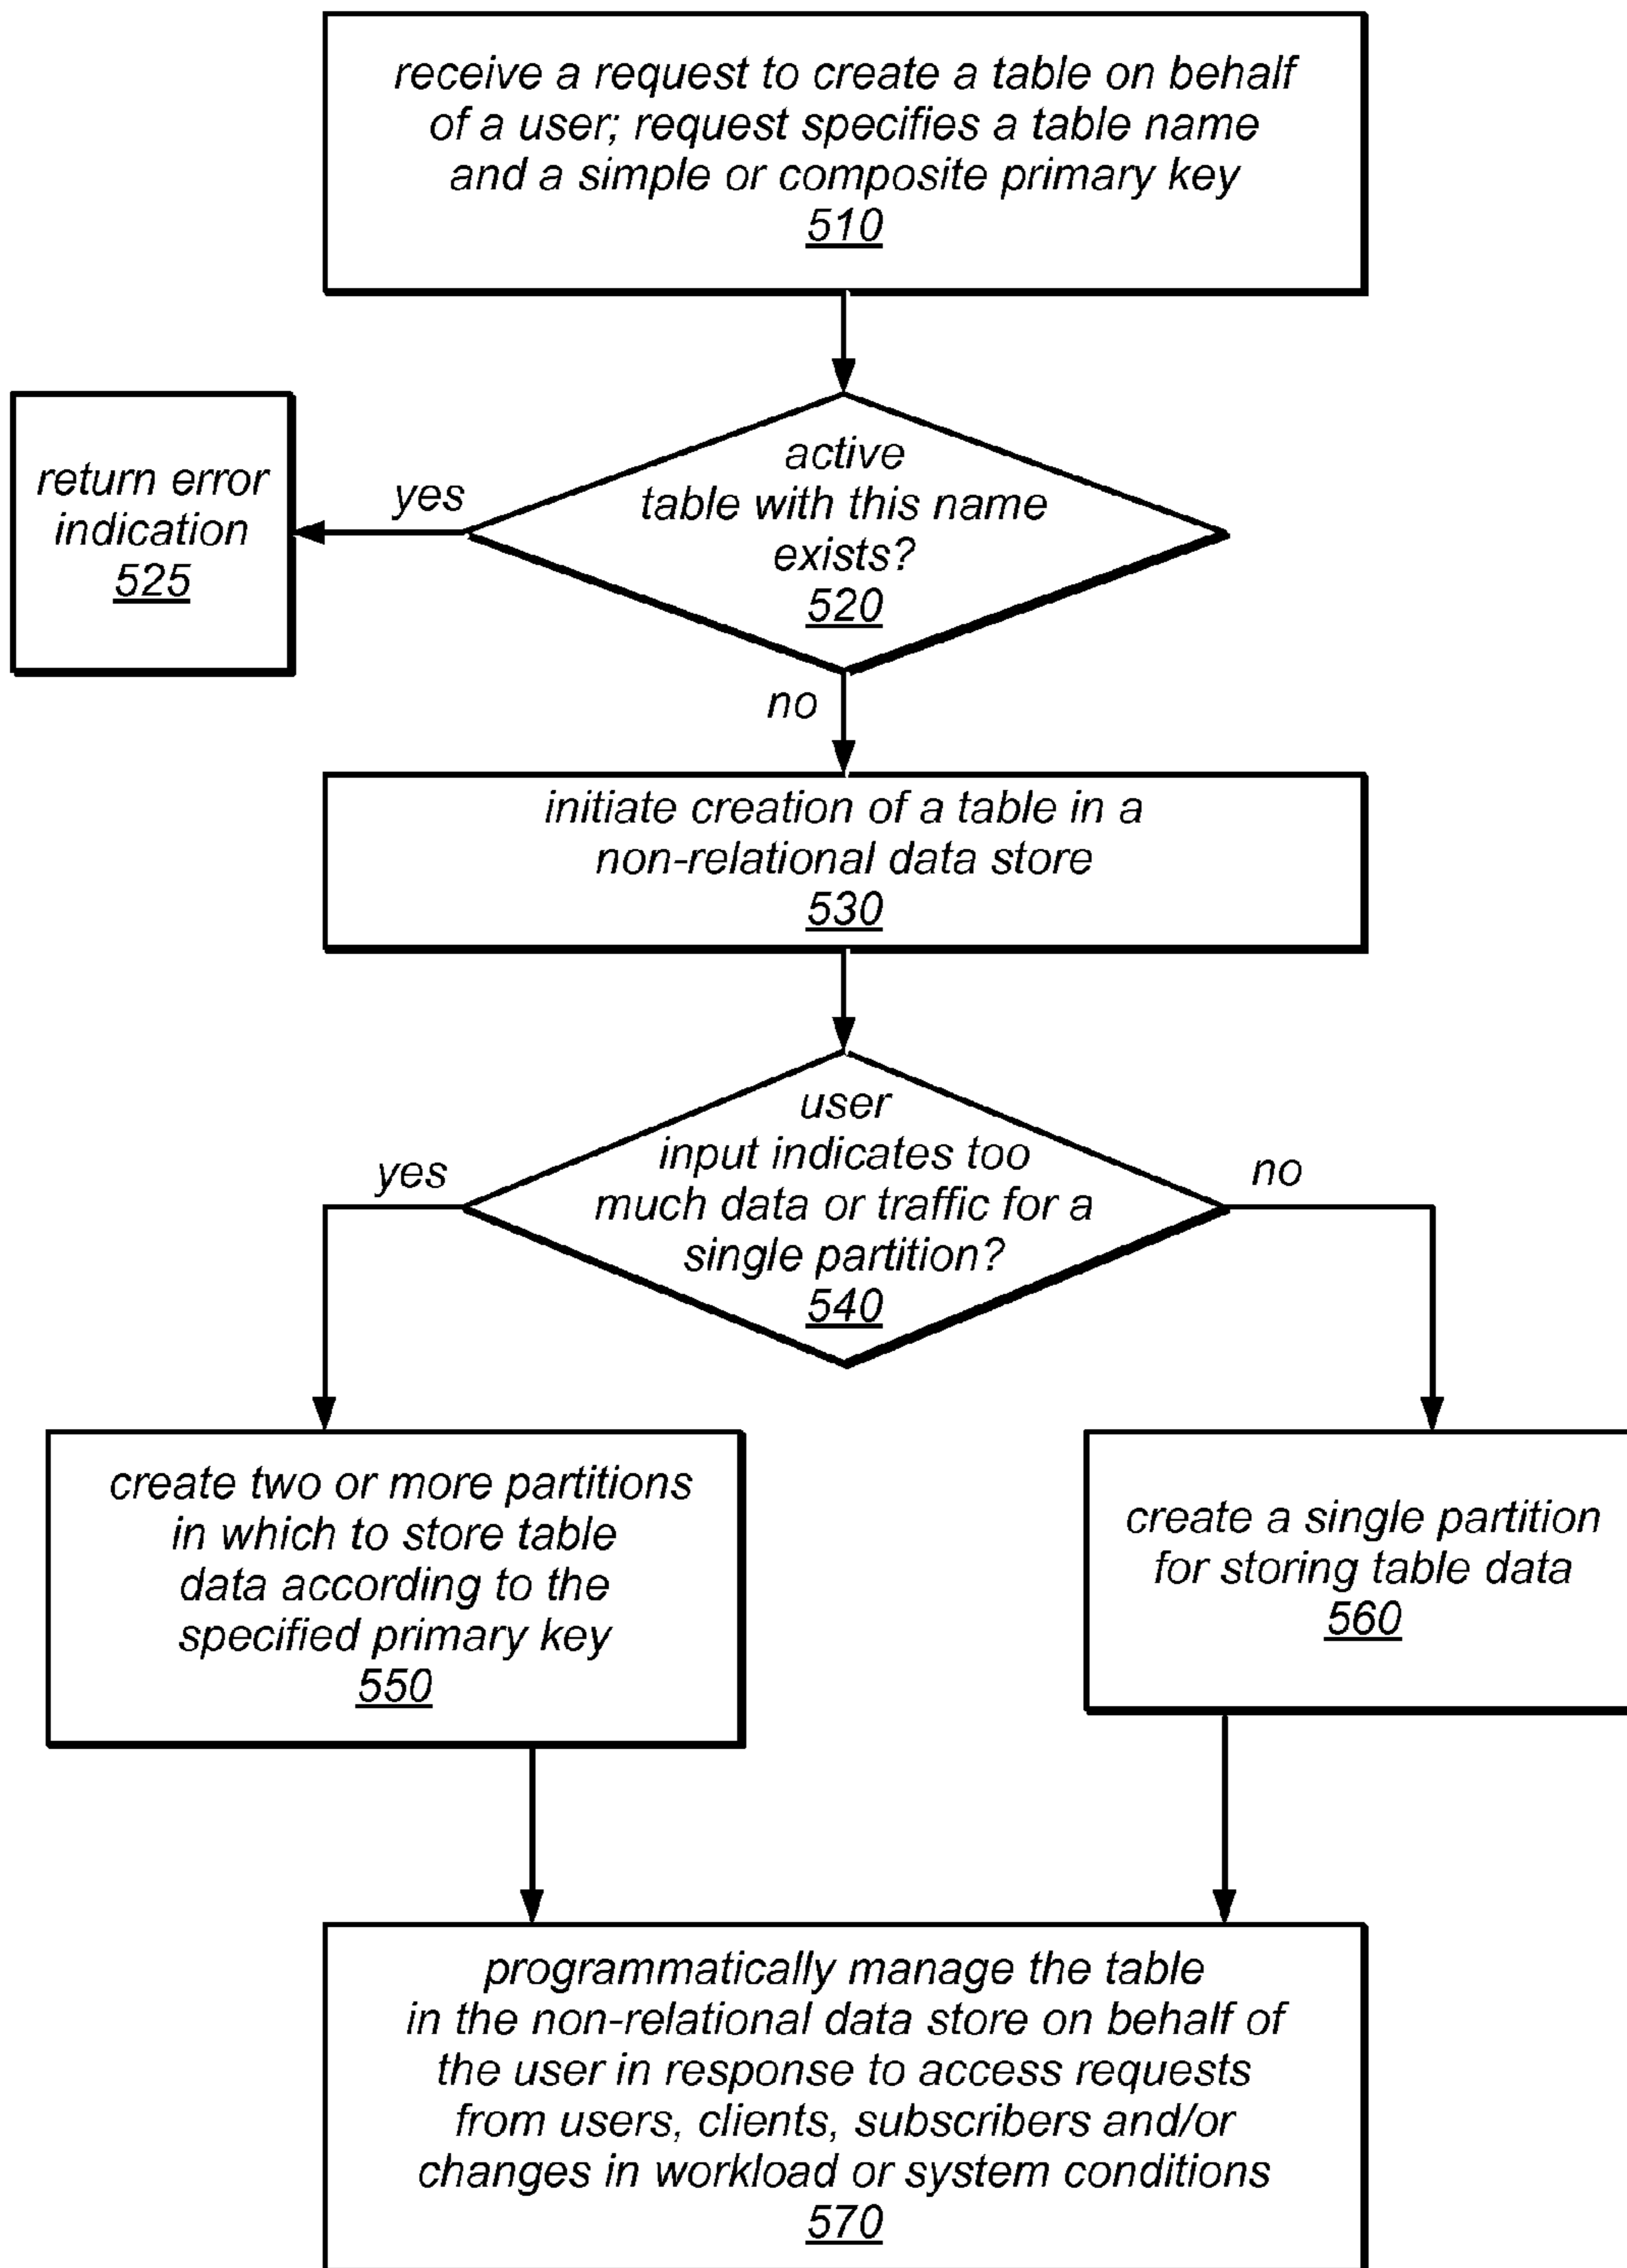 receive a request to create a table on behalf
of a user; request specifies a table name
and a simple or composite primary key
510
active
table with this name
exists?
520
yes
return error
indication
525
no
initiate creation of a table in a
non-relational data store
530
user
input indicates too
much data or traffic for a
single partition?
540
yes
no
create two or more partitions
in which to store table
data according to the
specified primary key
550
create a single partition
for storing table data
560
programmatically manage the table
in the non-relational data store on behalf of
the user in response to access requests
from users, clients, subscribers and/or
changes in workload or system conditions
570